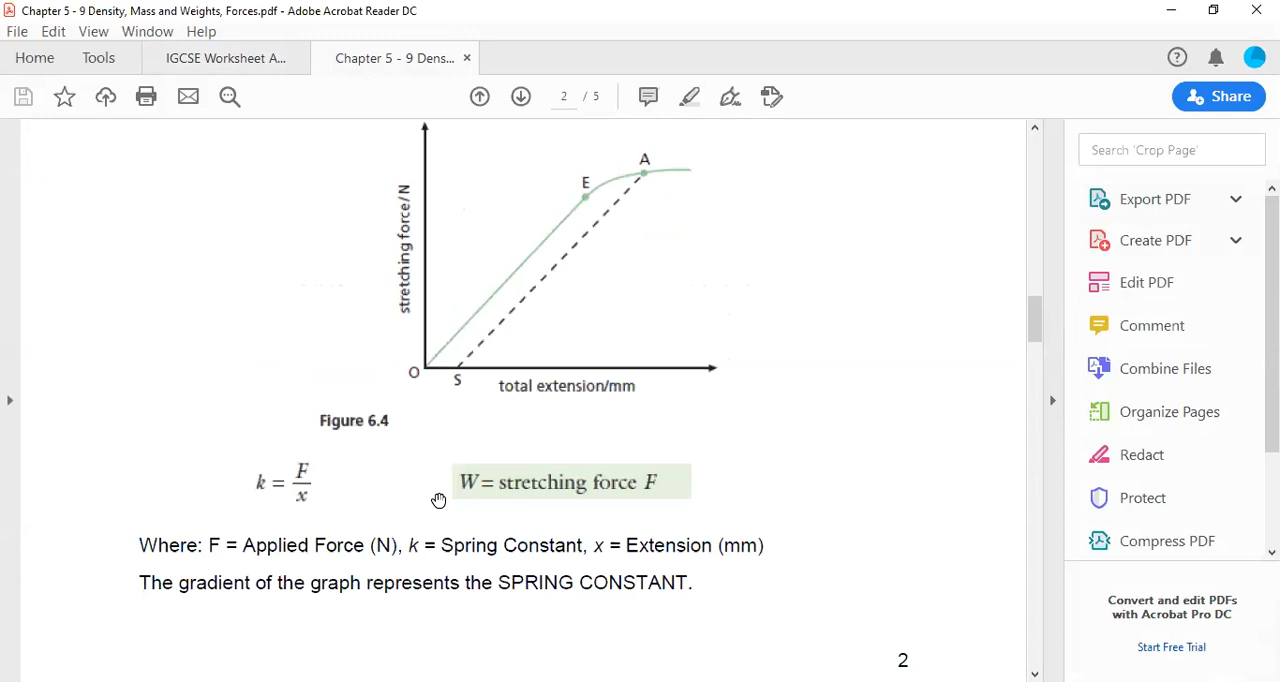 Chapter 5 - 9 Density, Mass and Weights, Forces.pdf - Adobe Acrobat Reader DC
File Edit View Window Help
Home Tools IGCSE Worksheet A... Chapter 5 - 9 Dens... ×
2 / 5
Share
Search 'Crop Page'
Export PDF
Create PDF
Edit PDF
Comment
Combine Files
Organize Pages
Redact
Protect
Compress PDF
Convert and edit PDFs
with Acrobat Pro DC
Start Free Trial
stretching force/N
E
A
O
S
total extension/mm
Figure 6.4
k = F/x
W = stretching force F
Where: F = Applied Force (N), k = Spring Constant, x = Extension (mm)
The gradient of the graph represents the SPRING CONSTANT.
2